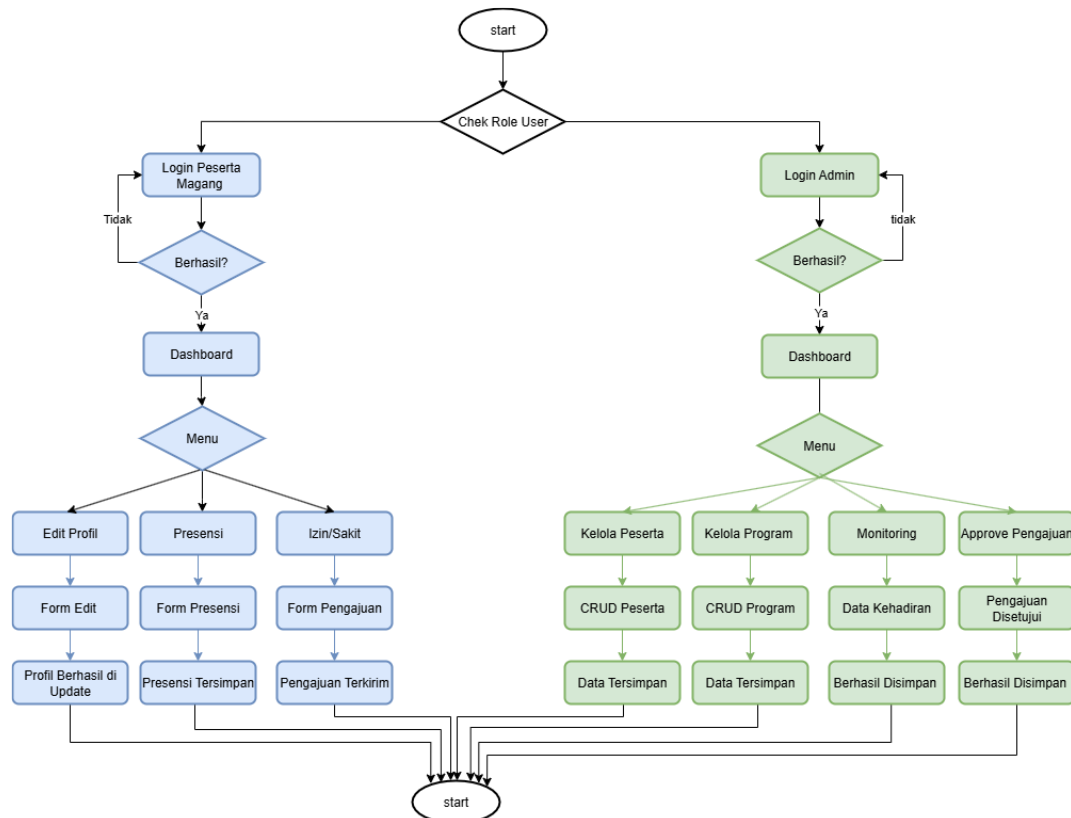 start
Chek Role User
Login Peserta
Magang
Login Admin
Tidak
tidak
Berhasil?
Berhasil?
Ya
Ya
Dashboard
Dashboard
Menu
Menu
Edit Profil
Presensi
Izin/Sakit
Kelola Peserta
Kelola Program
Monitoring
Approve Pengajuan
Form Edit
Form Presensi
Form Pengajuan
CRUD Peserta
CRUD Program
Data Kehadiran
Pengajuan
Disetujui
Profil Berhasil di
Update
Presensi Tersimpan
Pengajuan Terkirim
Data Tersimpan
Data Tersimpan
Berhasil Disimpan
Berhasil Disimpan
start